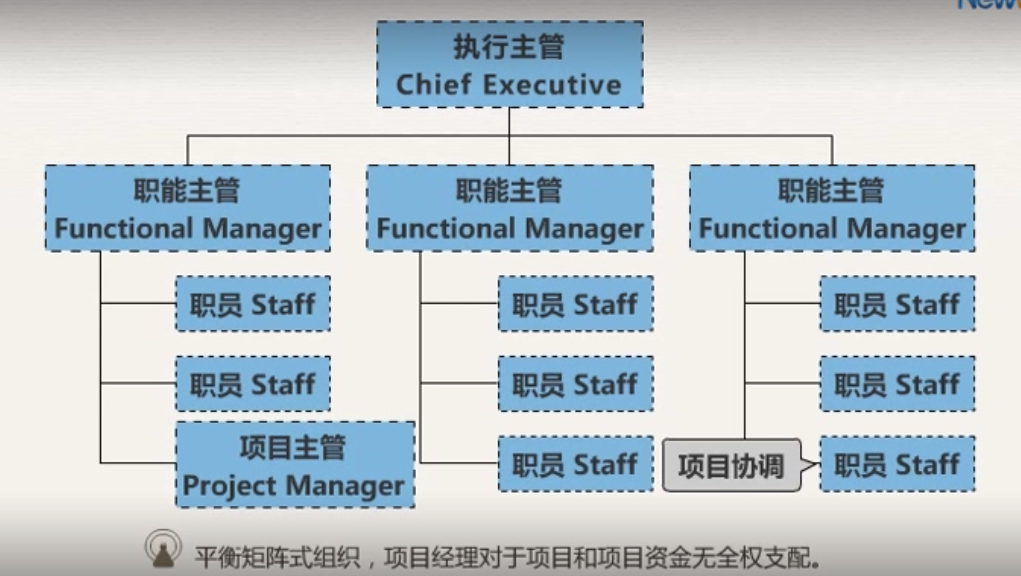 New
执行主管
Chief Executive
职能主管
Functional Manager
职能主管
Functional Manager
职能主管
Functional Manager
职员 Staff
职员 Staff
职员 Staff
职员 Staff
职员 Staff
职员 Staff
项目主管
Project Manager
职员 Staff
项目协调
职员 Staff
平衡矩阵式组织，项目经理对于项目和项目资金无全权支配。